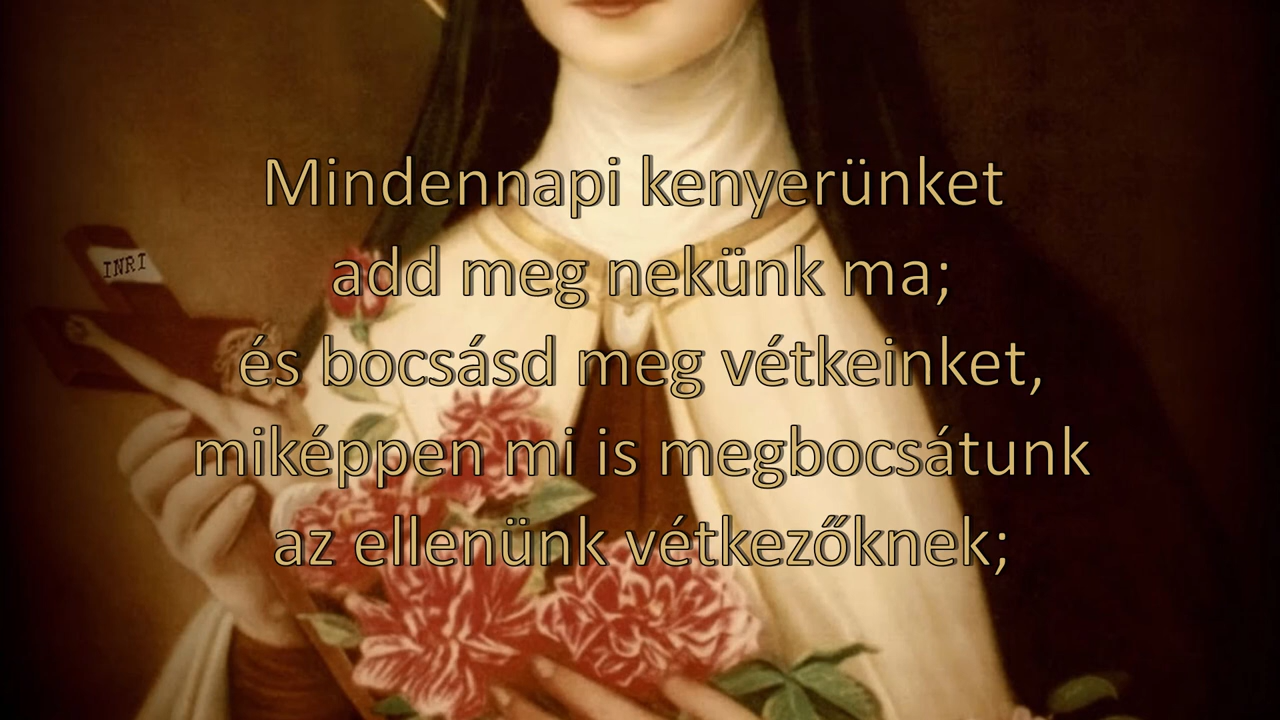 INRI
Mindennapi kenyerünket
add meg nekünk ma;
és bocsásd meg vétkeinket,
miképpen mi is megbocsátunk
az ellenünk vétkezőknek;